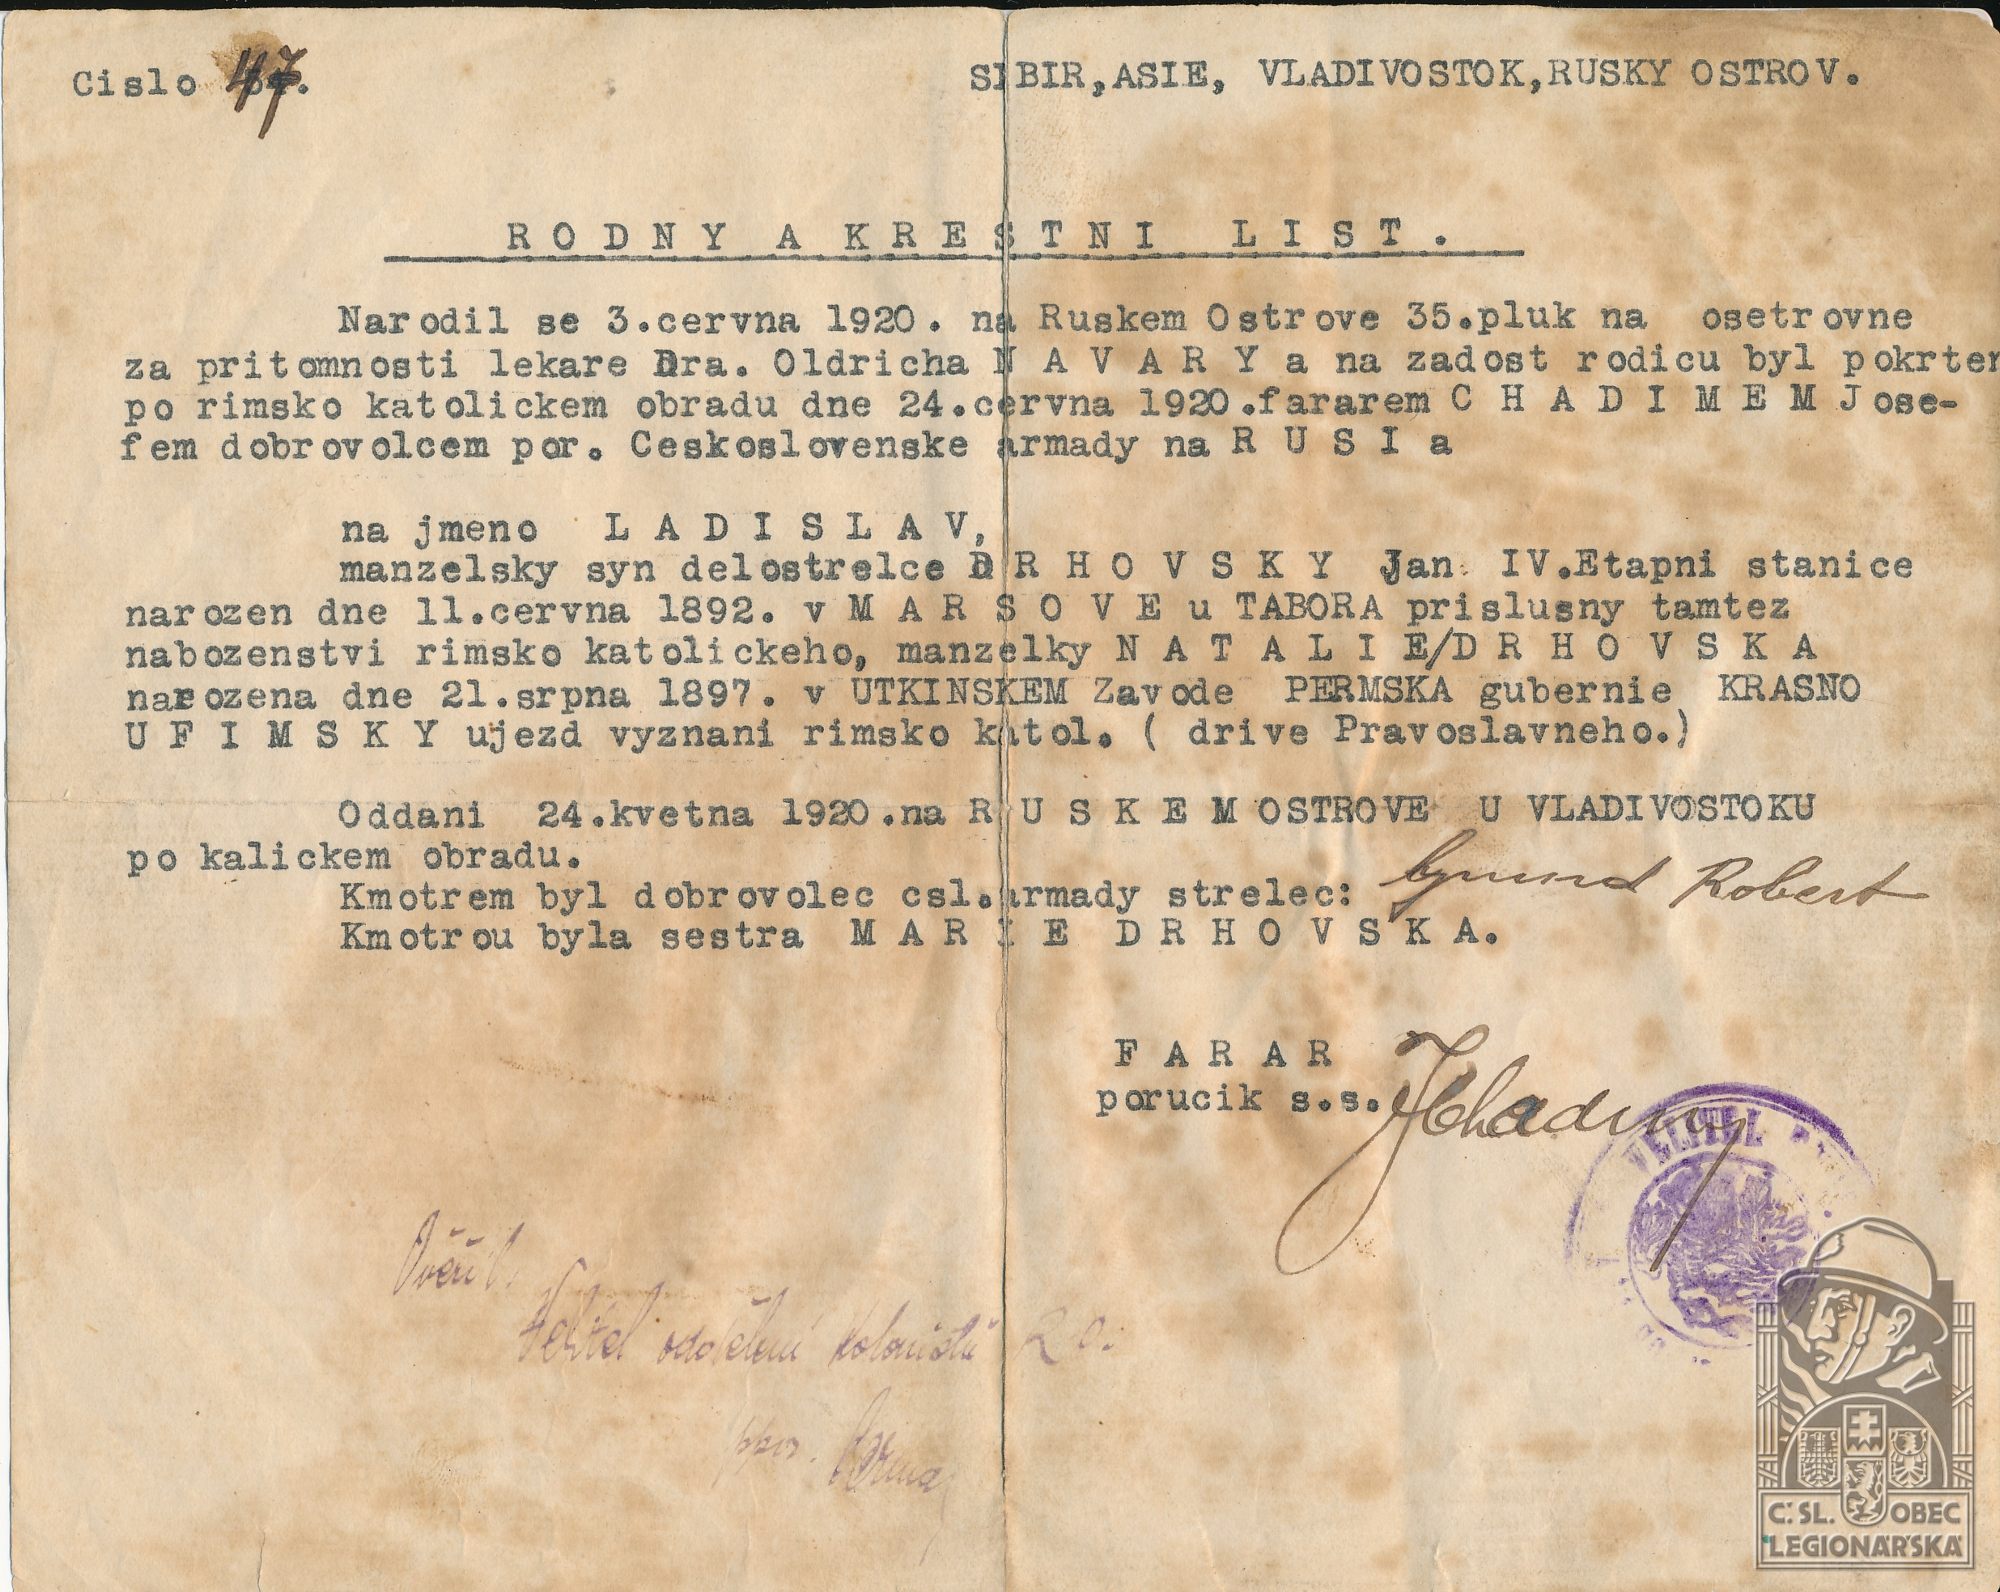 Cislo 47.
SIBIR, ASIE, VLADIVOSTOK, RUSKY OSTROV.
R O D N Y A K R E S T N I L I S T .
Narodil se 3.cervna 1920. na Ruskem Ostrove 35.pluk na osetrovne
za pritomnosti lekare Dra. Oldricha N A V A R Y a na zadost rodicu byl pokrten
po rimsko katolickem obradu dne 24.cervna 1920.fararem C H A D I M E M Jose-
fem dobrovolcem por. Ceskoslovenske armady na R U S I a
na jmeno L A D I S L A V,
manzelsky syn delostrelce D R H O V S K Y Jan IV.Etapni stanice
narozen dne 11.cervna 1892. v M A R S O V E u TABORA prislusny tamtez
nabozenstvi rimsko katolickeho, manzelky N A T A L I E/D R H O V S K A
narozena dne 21.srpna 1897. v UTKINSKEM Zavode PERMSKA gubernie KRASNO
U F I M S K Y ujezd vyznani rimsko katol. ( drive Pravoslavneho.)
Oddani 24.kvetna 1920.na R U S K E M OSTROVE U VLADIVOSTOKU
po kalickem obradu.
Kmotrem byl dobrovolec csl.armady strelec: Grund Robert
Kmotrou byla sestra M A R I E D R H O V S K A.
F A R A R
porucik s.s. JChadim
VELITEL
Ověřil.
Velitel oddělení kolonistů R.O.
ppor.
Č.SL. OBEC
LEGIONÁŘSKÁ